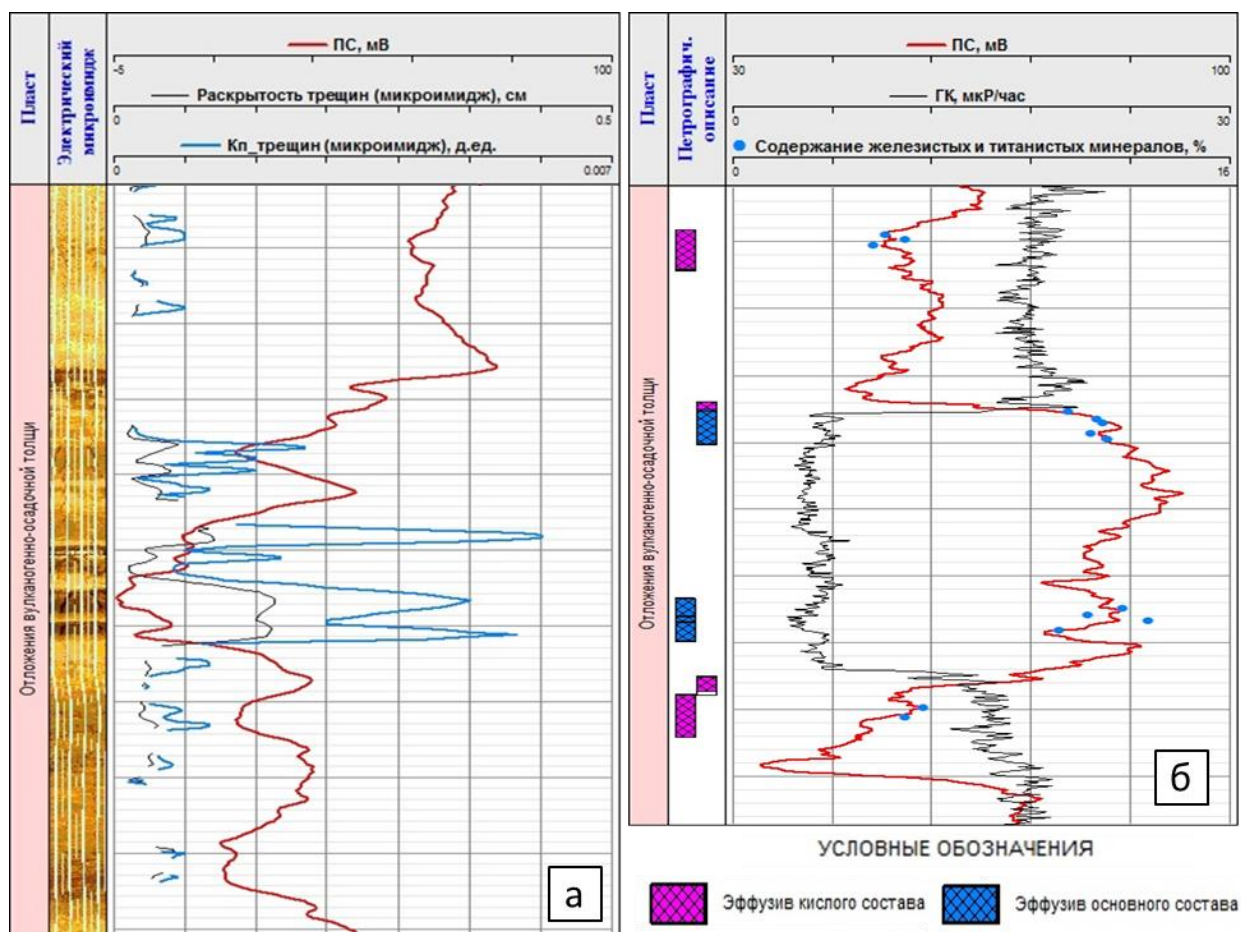 Пласт
Электрический
микроимидж
ПС, мВ
-5
100
Раскрытость трещин (микроимидж), см
0
0.5
Кп_трещин (микроимидж), д.ед.
0
0.007
Отложения вулканогенно-осадочной толщи
а
Пласт
Петрографич.
описание
ПС, мВ
30
100
ГК, мкР/час
0
30
Содержание железистых и титанистых минералов, %
0
16
Отложения вулканогенно-осадочной толщи
б
УСЛОВНЫЕ ОБОЗНАЧЕНИЯ
Эффузив кислого состава
Эффузив основного состава